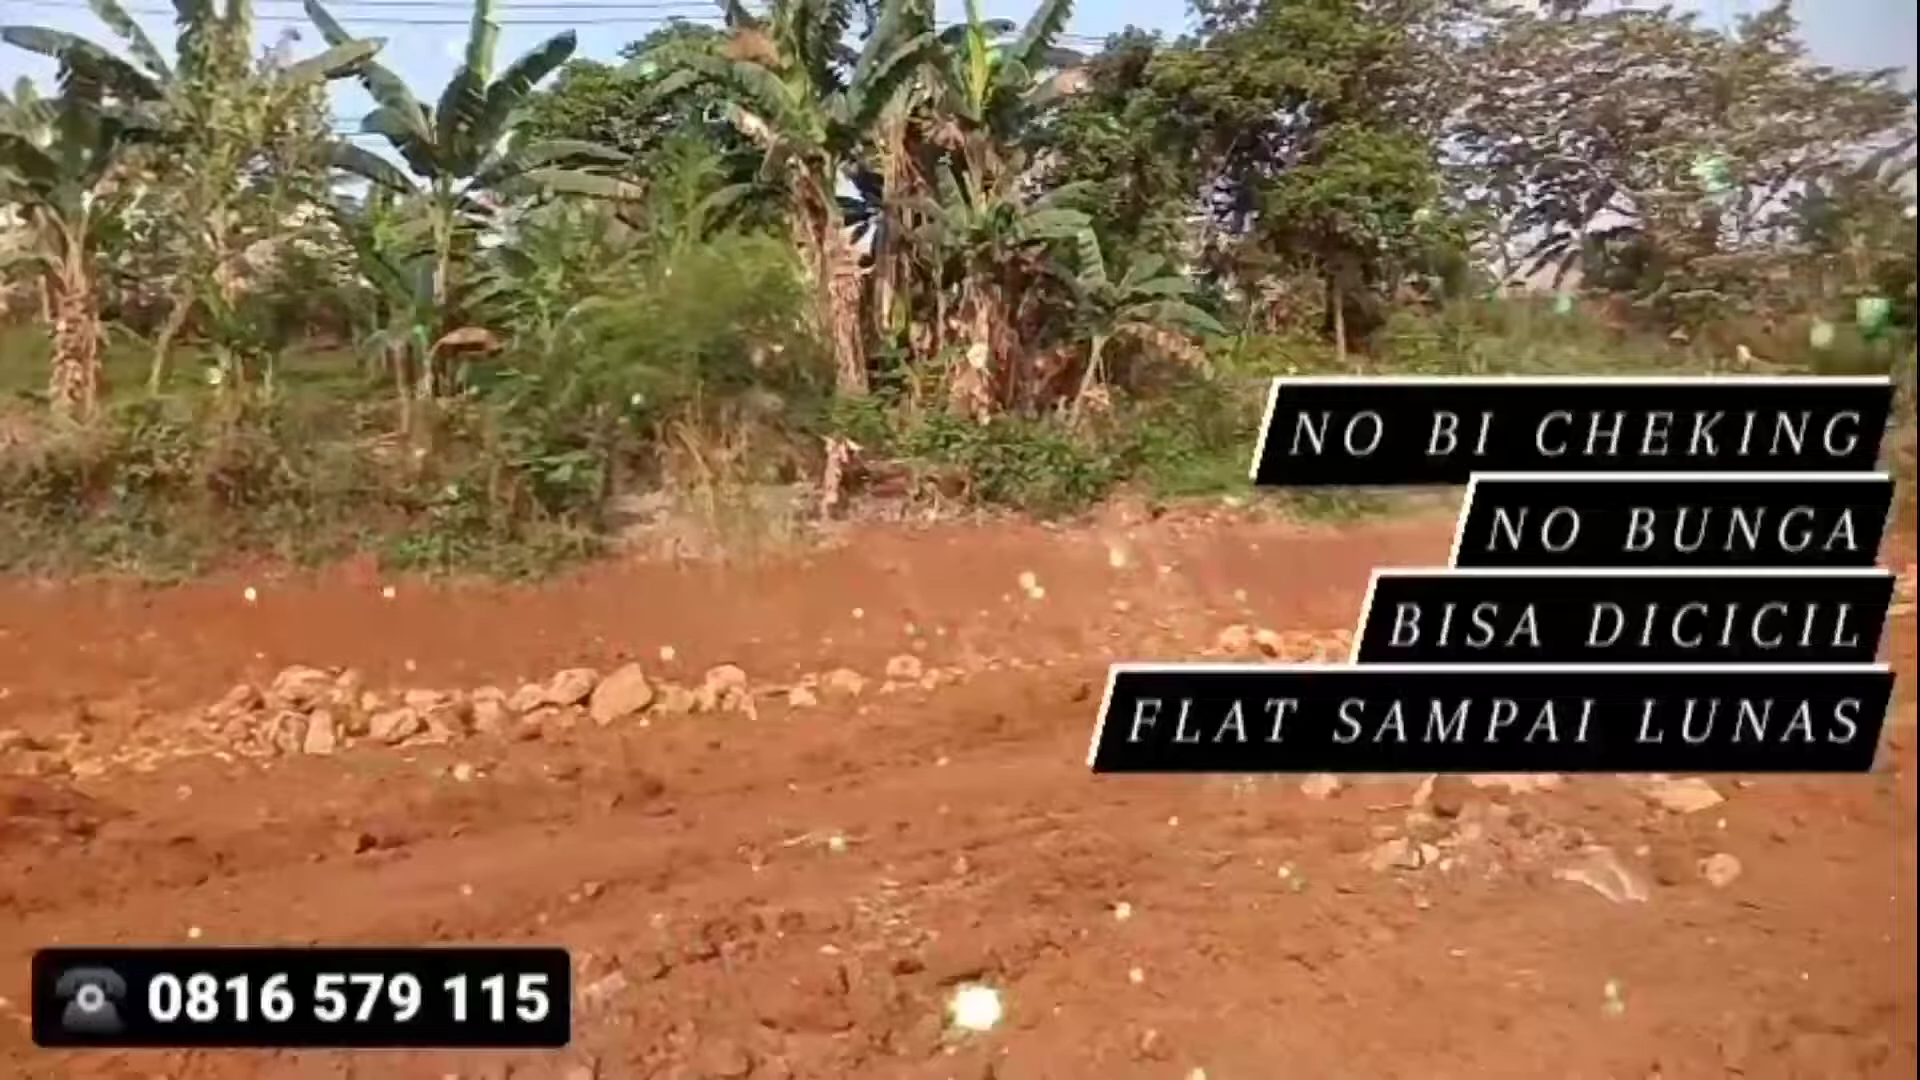 NO BI CHEKING
NO BUNGA
BISA DICICIL
FLAT SAMPAI LUNAS
0816 579 115